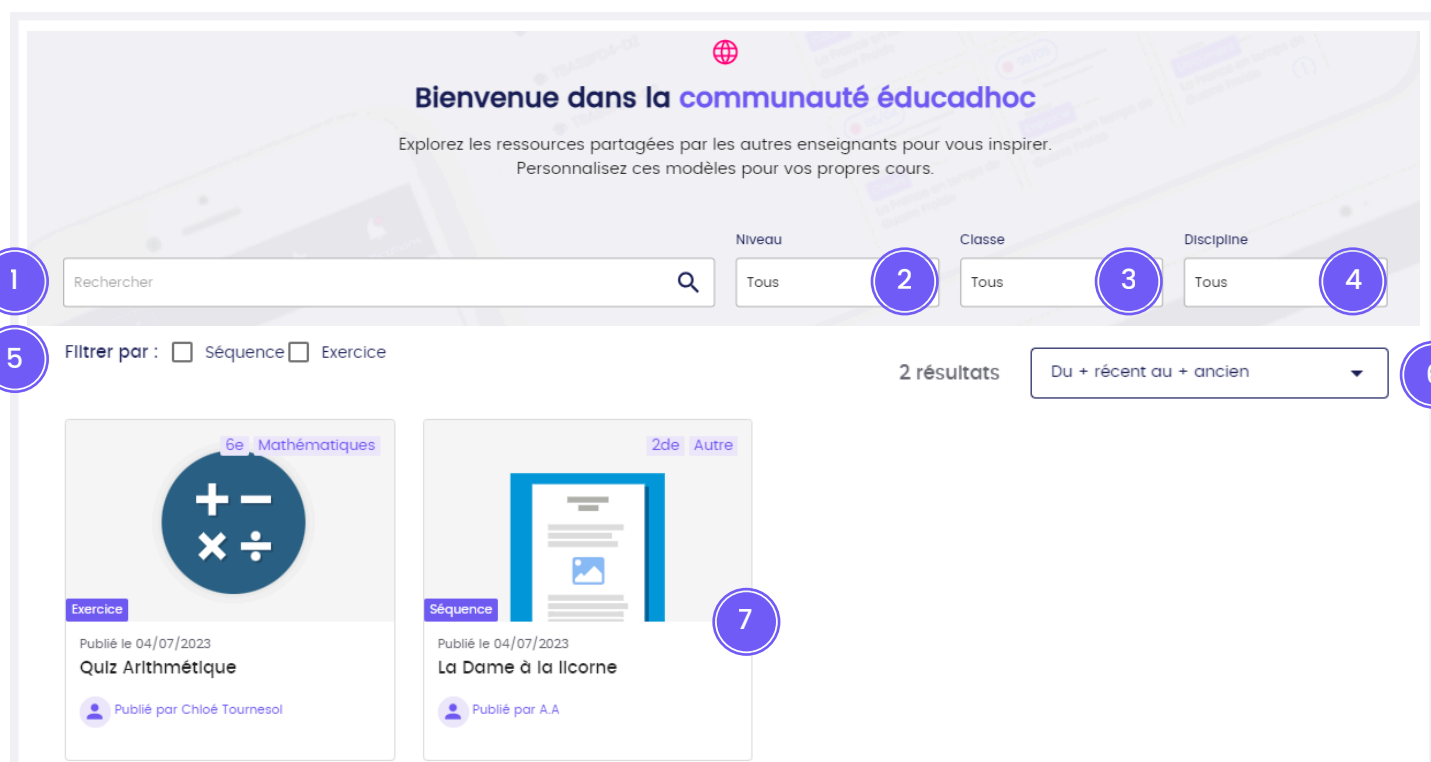 Bienvenue dans la communauté éducadhoc
Explorez les ressources partagées par les autres enseignants pour vous inspirer.
Personnalisez ces modèles pour vos propres cours.
Niveau
Classe
Discipline
1
Rechercher
Tous
2
Tous
3
Tous
4
5
Filtrer par : Séquence Exercice
2 résultats
Du + récent au + ancien
6e Mathématiques
Exercice
Publié le 04/07/2023
Quiz Arithmétique
Publié par Chloé Tournesol
2de Autre
Séquence
7
Publié le 04/07/2023
La Dame à la licorne
Publié par A.A